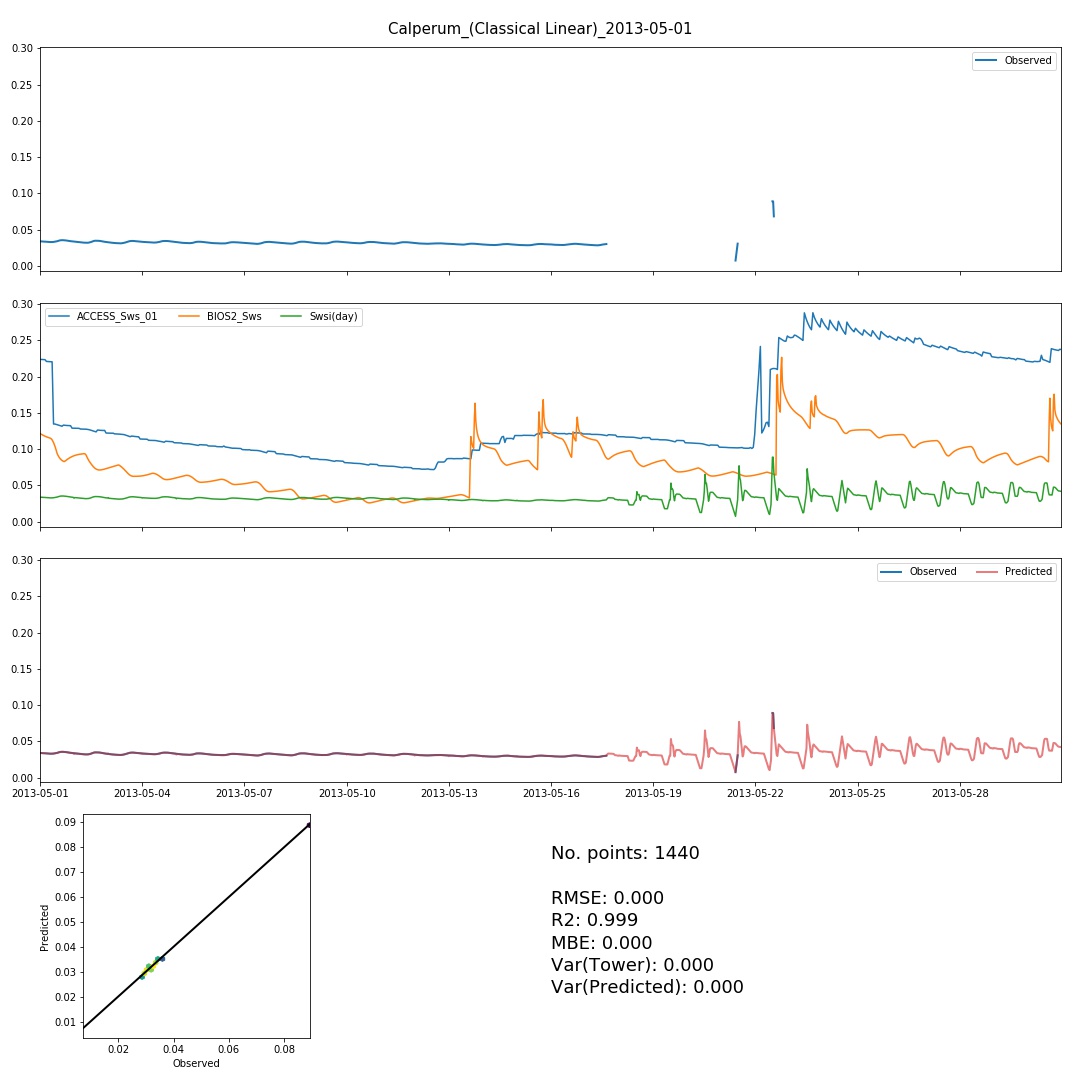 Calperum_(Classical Linear)_2013-05-01
0.30
0.25
0.20
0.15
0.10
0.05
0.00
Observed
0.30
0.25
0.20
0.15
0.10
0.05
0.00
ACCESS_Sws_01 BIOS2_Sws Swsi(day)
0.30
0.25
0.20
0.15
0.10
0.05
0.00
Observed Predicted
2013-05-01 2013-05-04 2013-05-07 2013-05-10 2013-05-13 2013-05-16 2013-05-19 2013-05-22 2013-05-25 2013-05-28
0.09
0.08
0.07
0.06
0.05
0.04
0.03
0.02
0.01
Predicted
0.02 0.04 0.06 0.08
Observed
No. points: 1440
RMSE: 0.000
R2: 0.999
MBE: 0.000
Var(Tower): 0.000
Var(Predicted): 0.000